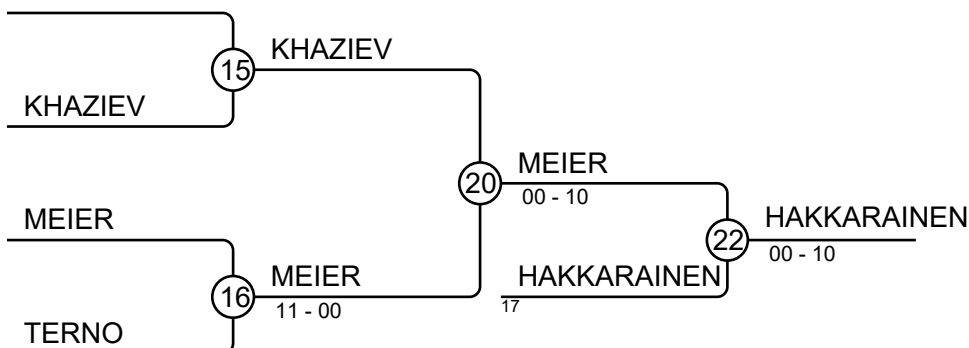 KHAZIEV
15
KHAZIEV
MEIER
20
00 - 10
MEIER
HAKKARAINEN
22
00 - 10
MEIER
16
11 - 00
HAKKARAINEN
17
TERNO